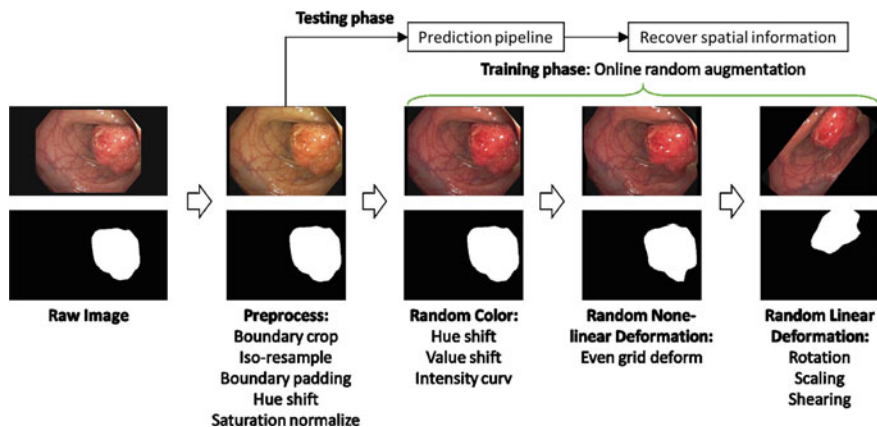 Testing phase
Prediction pipeline
Recover spatial information
Training phase: Online random augmentation
Raw Image
Preprocess:
Boundary crop
Iso-resample
Boundary padding
Hue shift
Saturation normalize
Random Color:
Hue shift
Value shift
Intensity curv
Random None-
linear Deformation:
Even grid deform
Random Linear
Deformation:
Rotation
Scaling
Shearing